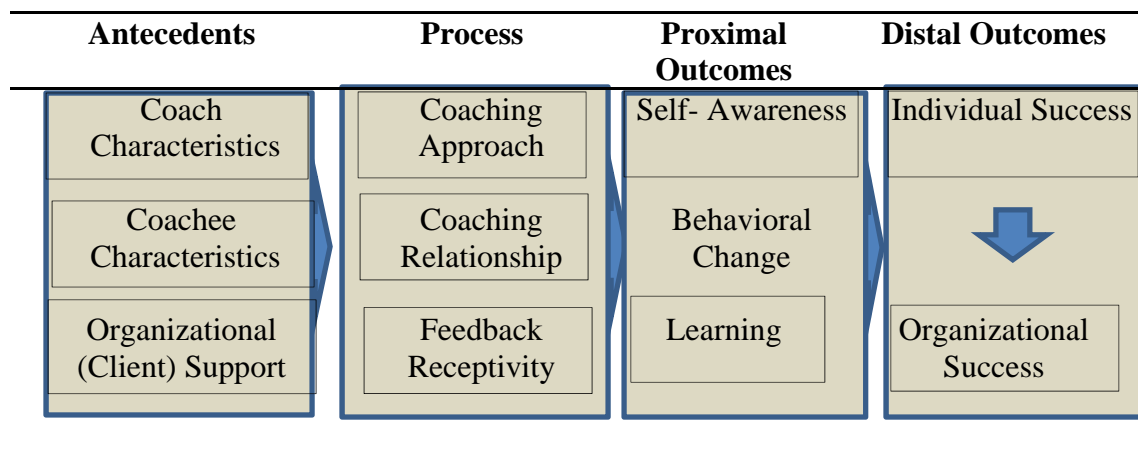 Antecedents
Process
Proximal
Outcomes
Distal Outcomes
Coach
Characteristics
Coachee
Characteristics
Organizational
(Client) Support
Coaching
Approach
Coaching
Relationship
Feedback
Receptivity
Self- Awareness
Behavioral
Change
Learning
Individual Success
Organizational
Success